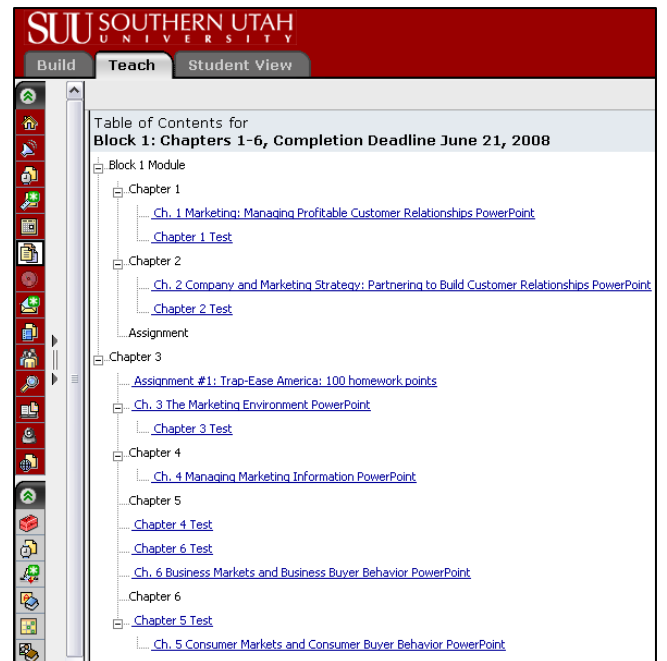 SUU SOUTHERN UTAH
UNIVERSITY
Build Teach Student View
Table of Contents for
Block 1: Chapters 1-6, Completion Deadline June 21, 2008
Block 1 Module
Chapter 1
Ch. 1 Marketing: Managing Profitable Customer Relationships PowerPoint
Chapter 1 Test
Chapter 2
Ch. 2 Company and Marketing Strategy: Partnering to Build Customer Relationships PowerPoint
Chapter 2 Test
Assignment
Chapter 3
Assignment #1: Trap-Ease America: 100 homework points
Ch. 3 The Marketing Environment PowerPoint
Chapter 3 Test
Chapter 4
Ch. 4 Managing Marketing Information PowerPoint
Chapter 5
Chapter 4 Test
Chapter 6 Test
Ch. 6 Business Markets and Business Buyer Behavior PowerPoint
Chapter 6
Chapter 5 Test
Ch. 5 Consumer Markets and Consumer Buyer Behavior PowerPoint